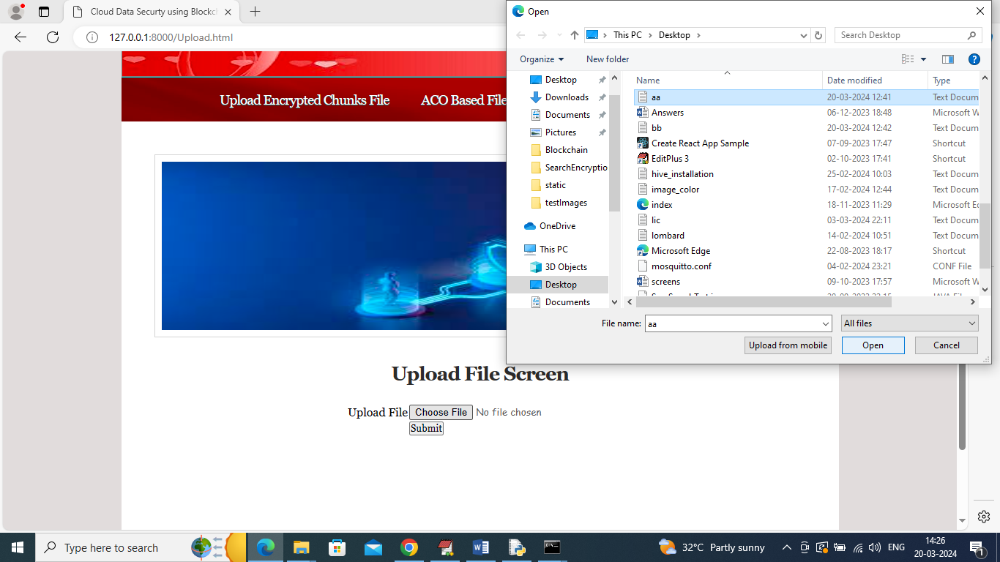 Cloud Data Securty using Blockch
127.0.0.1:8000/Upload.html
Upload Encrypted Chunks File
ACO Based File
Upload File Screen
Upload File
Choose File
No file chosen
Submit
Open
This PC
Desktop
Search Desktop
Organize
New folder
Desktop
Downloads
Documents
Pictures
Blockchain
SearchEncryptio
static
testImages
OneDrive
This PC
3D Objects
Desktop
Documents
Name Date modified Type
aa 20-03-2024 12:41 Text Docum
Answers 06-12-2023 18:48 Microsoft W
bb 20-03-2024 12:42 Text Docum
Create React App Sample 07-09-2023 17:47 Shortcut
EditPlus 3 02-10-2023 17:41 Shortcut
hive_installation 25-02-2024 10:03 Text Docum
image_color 17-02-2024 12:44 Text Docum
index 18-11-2023 11:29 Microsoft Ed
lic 03-03-2024 22:11 Text Docum
lombard 14-02-2024 10:51 Text Docum
Microsoft Edge 22-08-2023 18:17 Shortcut
mosquitto.conf 04-02-2024 23:21 CONF File
screens 09-10-2023 17:57 Microsoft W
File name: aa
All files
Upload from mobile
Open
Cancel
Type here to search
32°C Partly sunny
ENG
14:26
20-03-2024
1